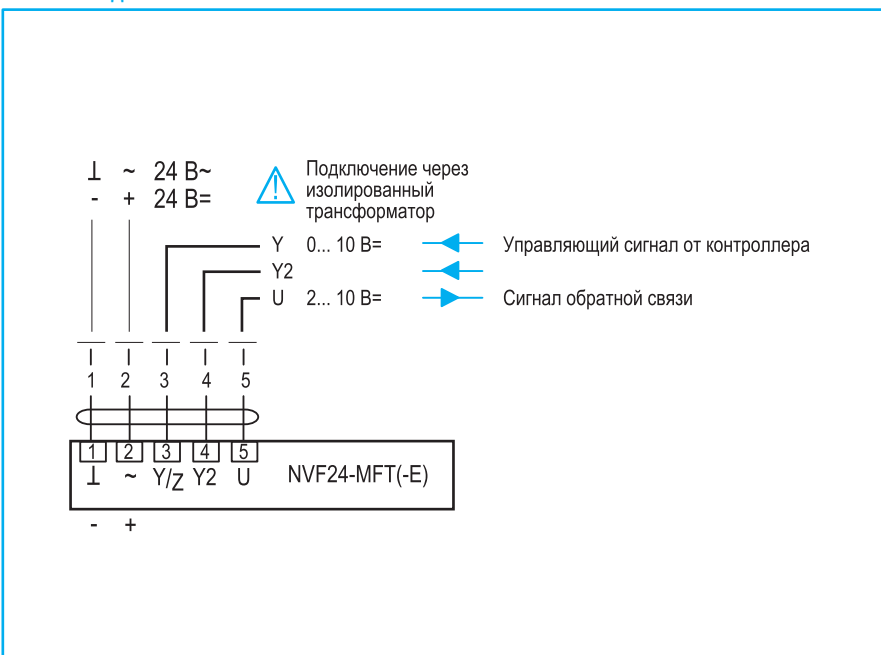 ⊥ ~ 24 В~
- + 24 В=
Подключение через
изолированный
трансформатор
Y 0... 10 В= Управляющий сигнал от контроллера
Y2
U 2... 10 В= Сигнал обратной связи
1 2 3 4 5
1 2 3 4 5
⊥ ~ Y/Z Y2 U NVF24-MFT(-E)
- +